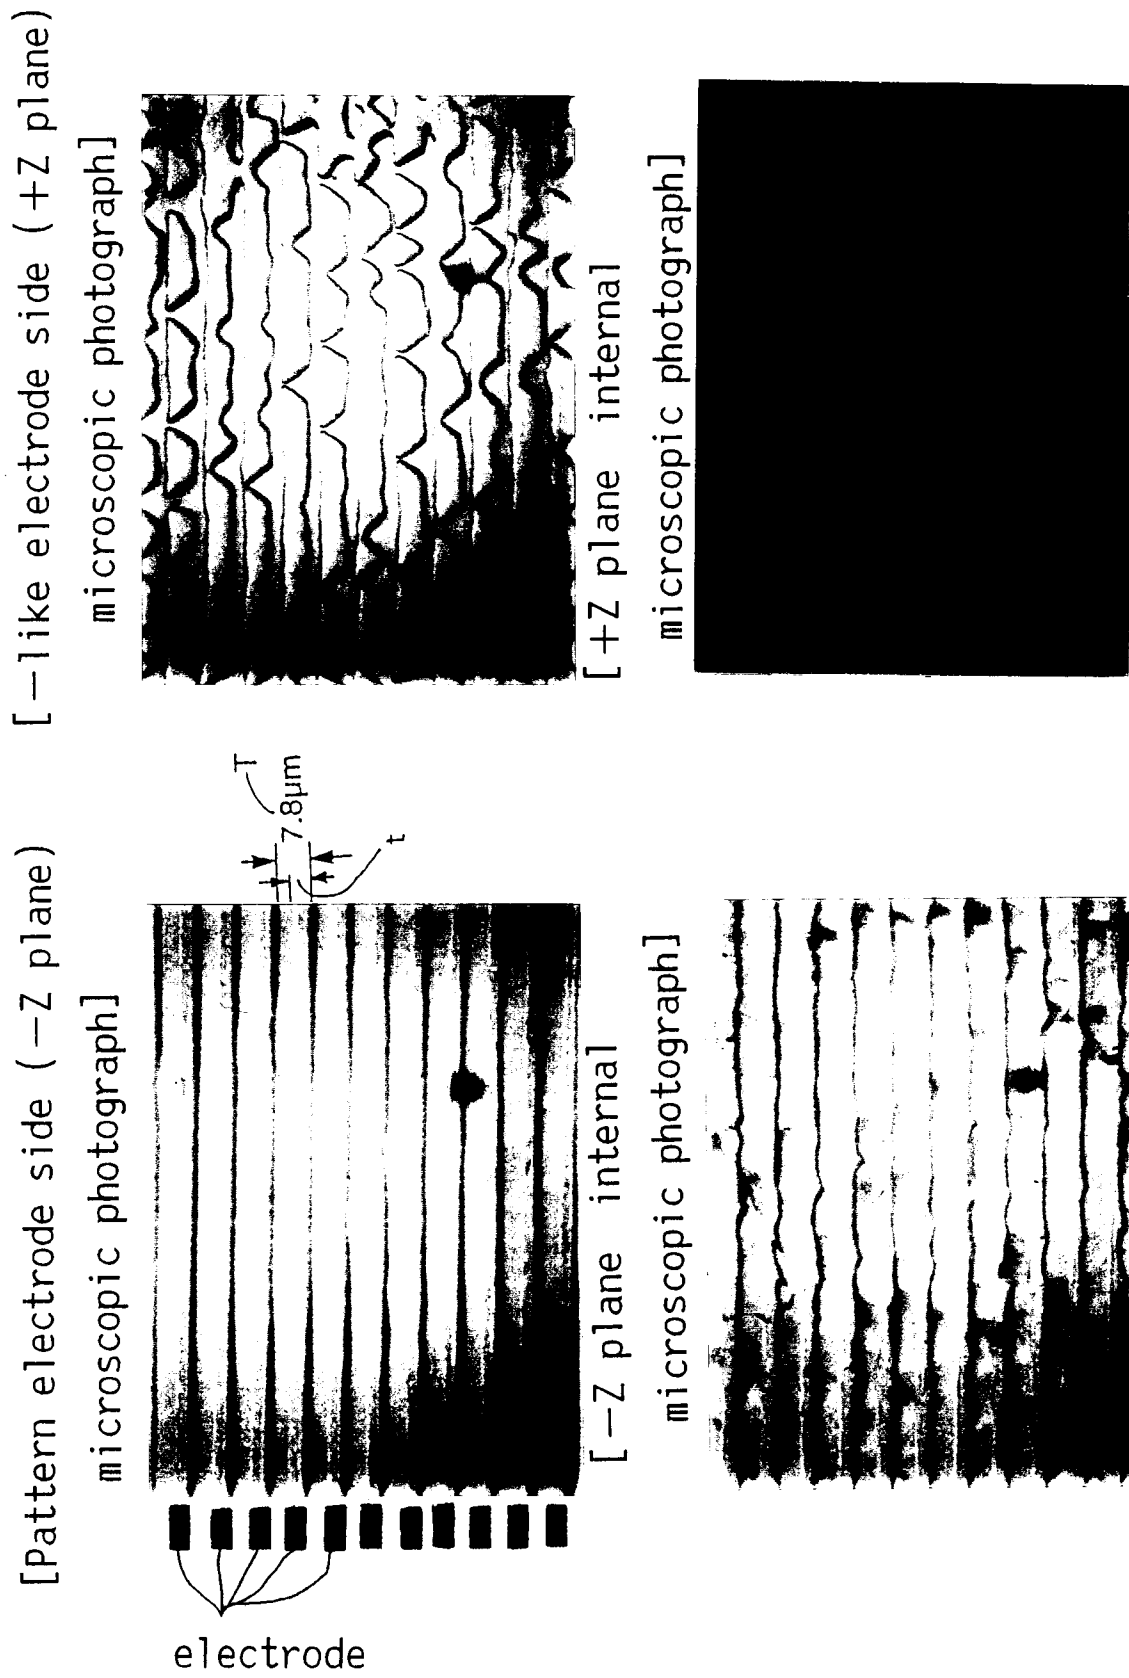 [Pattern electrode side (−Z plane)
microscopic photograph]
[−like electrode side (+Z plane)
microscopic photograph]
electrode
T
7.8μm
t
[−Z plane internal
microscopic photograph]
[+Z plane internal
microscopic photograph]